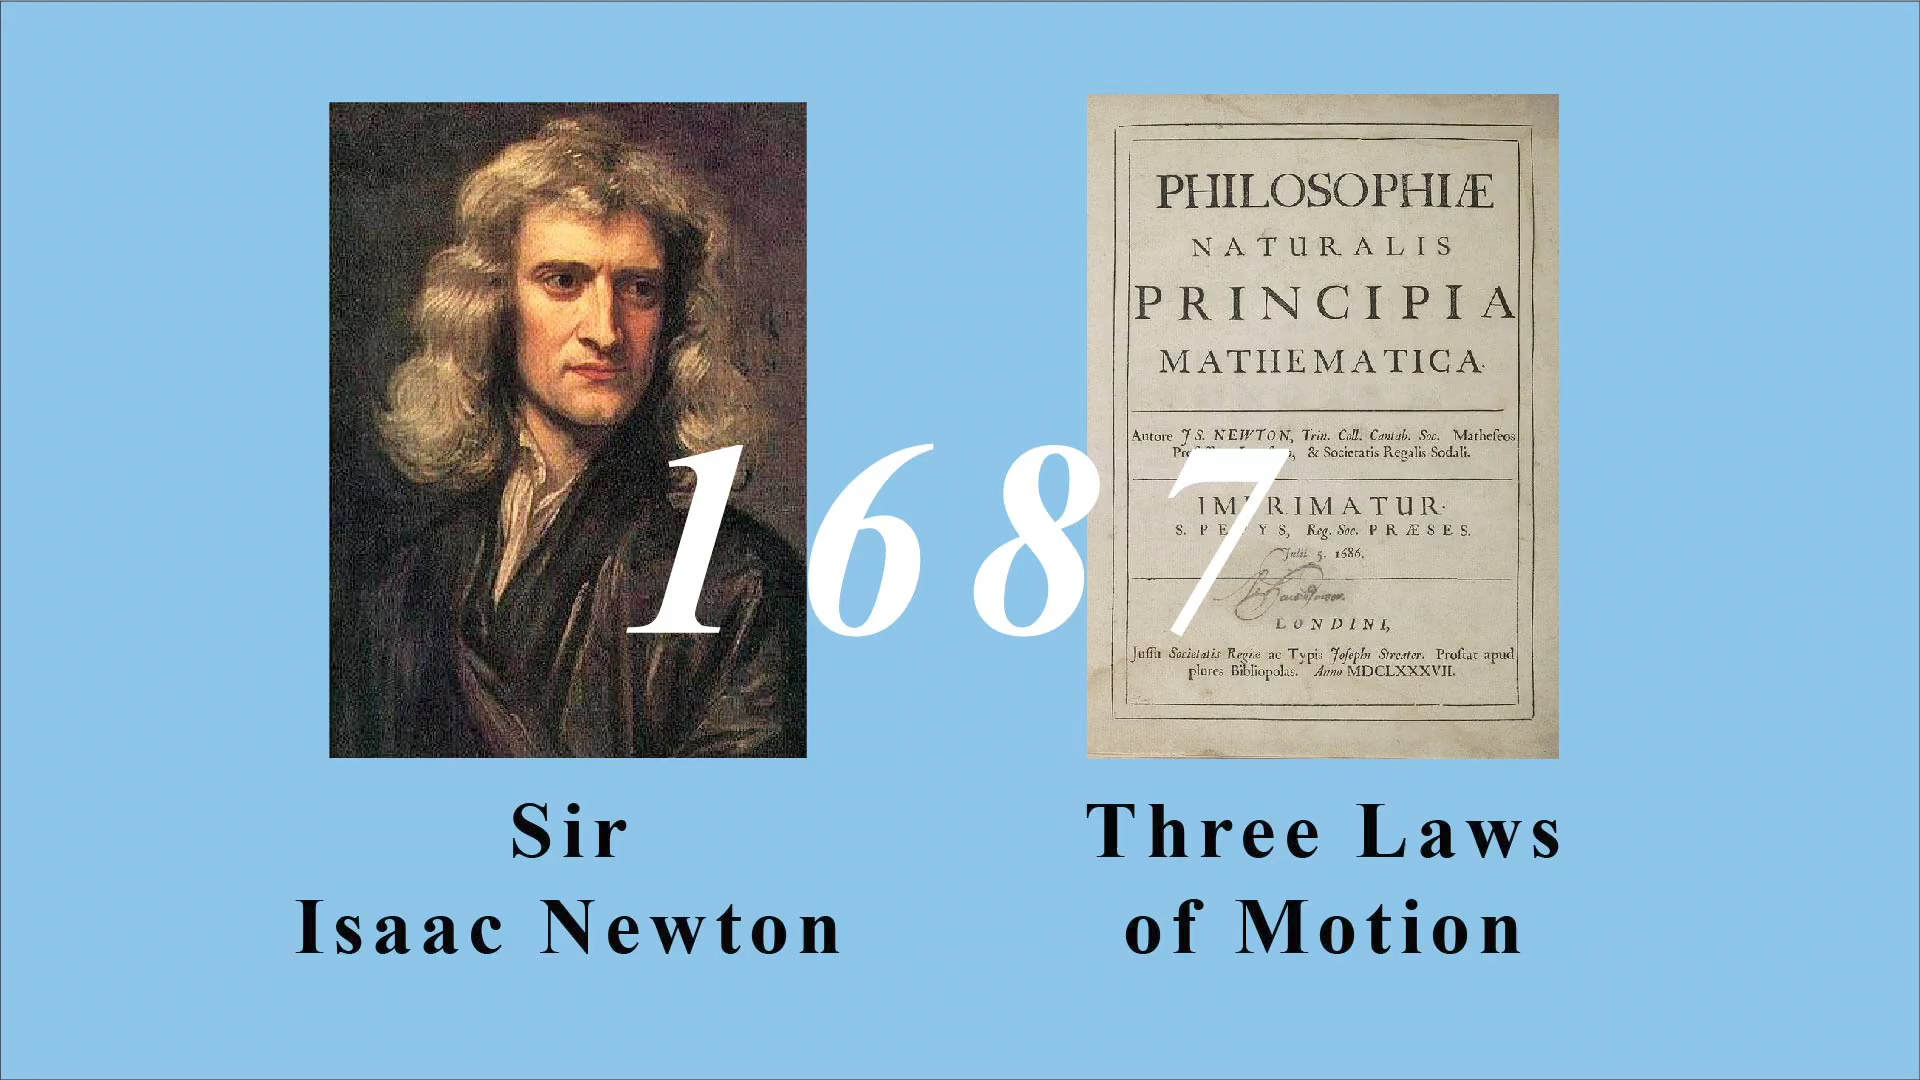 PHILOSOPHIÆ
NATURALIS
PRINCIPIA
MATHEMATICA.
Autore JS. NEWTON, Trin. Coll. Cantab. Soc. Matheseos
& Societatis Regalis Sodali.
IMPRIMATUR.
S. PEPYS, Reg. Soc. PRÆSES.
Julii 5. 1686.
LONDINI,
Jussu Societatis Regiæ ac Typis Josephi Streater. Prostat apud
plures Bibliopolas. Anno MDCLXXXVII.
1687
Sir
Isaac Newton
Three Laws
of Motion